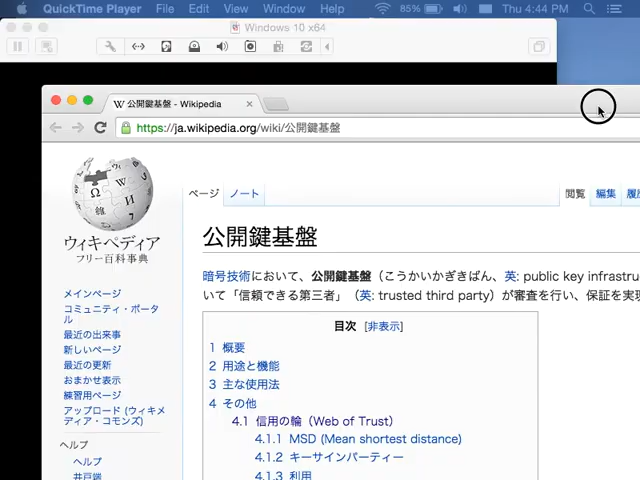 QuickTime Player File Edit View Window Help 85% Thu 4:44 PM
Windows 10 x64
W 公開鍵基盤 - Wikipedia ×
https://ja.wikipedia.org/wiki/公開鍵基盤
ウィキペディア
フリー百科事典
ページ ノート 閲覧 編集
公開鍵基盤
暗号技術において、公開鍵基盤（こうかいかぎきばん、英: public key infrastru
いて「信頼できる第三者」（英: trusted third party）が審査を行い、保証を実
メインページ
コミュニティ・ポータ
ル
最近の出来事
新しいページ
最近の更新
おまかせ表示
練習用ページ
アップロード (ウィキメ
ディア・コモンズ)
ヘルプ
ヘルプ
井戸端
目次 [非表示]
1 概要
2 用途と機能
3 主な使用法
4 その他
4.1 信用の輪（Web of Trust）
4.1.1 MSD (Mean shortest distance)
4.1.2 キーサインパーティー
4.1.3 利用